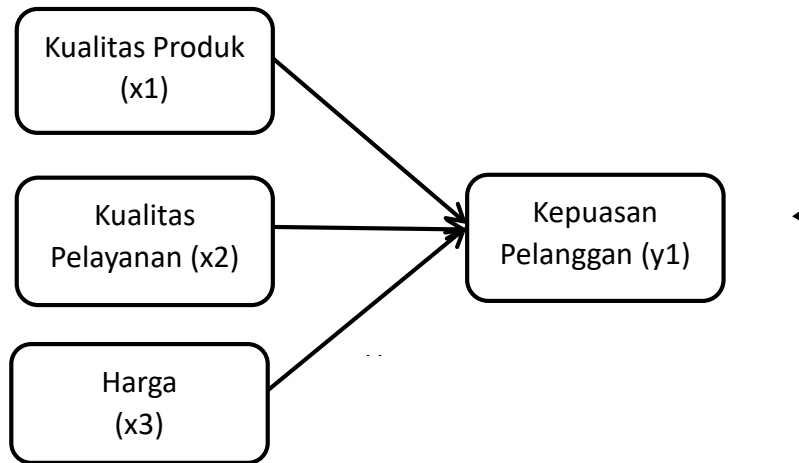 Kualitas Produk
(x1)
Kualitas
Pelayanan (x2)
Kepuasan
Pelanggan (y1)
Harga
(x3)